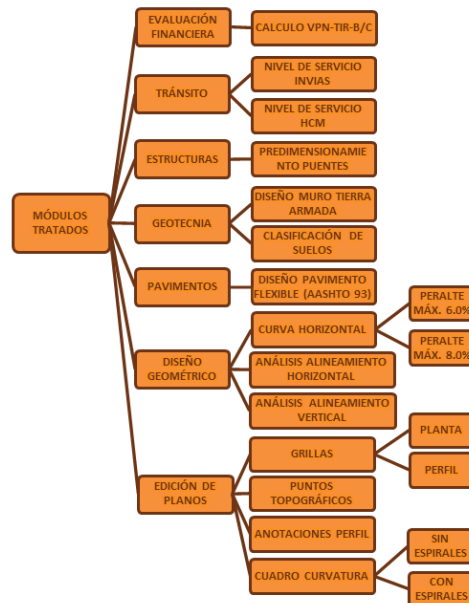 MÓDULOS
TRATADOS
EVALUACIÓN
FINANCIERA
CALCULO VPN-TIR-B/C
TRÁNSITO
NIVEL DE SERVICIO
INVIAS
NIVEL DE SERVICIO
HCM
ESTRUCTURAS
PREDIMENSIONAMIE
NTO PUENTES
GEOTECNIA
DISEÑO MURO TIERRA
ARMADA
CLASIFICACIÓN DE
SUELOS
PAVIMENTOS
DISEÑO PAVIMENTO
FLEXIBLE (AASHTO 93)
DISEÑO
GEOMÉTRICO
CURVA HORIZONTAL
PERALTE
MÁX. 6.0%
PERALTE
MÁX. 8.0%
ANÁLISIS ALINEAMIENTO
HORIZONTAL
ANÁLISIS ALINEAMIENTO
VERTICAL
EDICIÓN DE
PLANOS
GRILLAS
PLANTA
PERFIL
PUNTOS
TOPOGRÁFICOS
ANOTACIONES PERFIL
CUADRO CURVATURA
SIN
ESPIRALES
CON
ESPIRALES